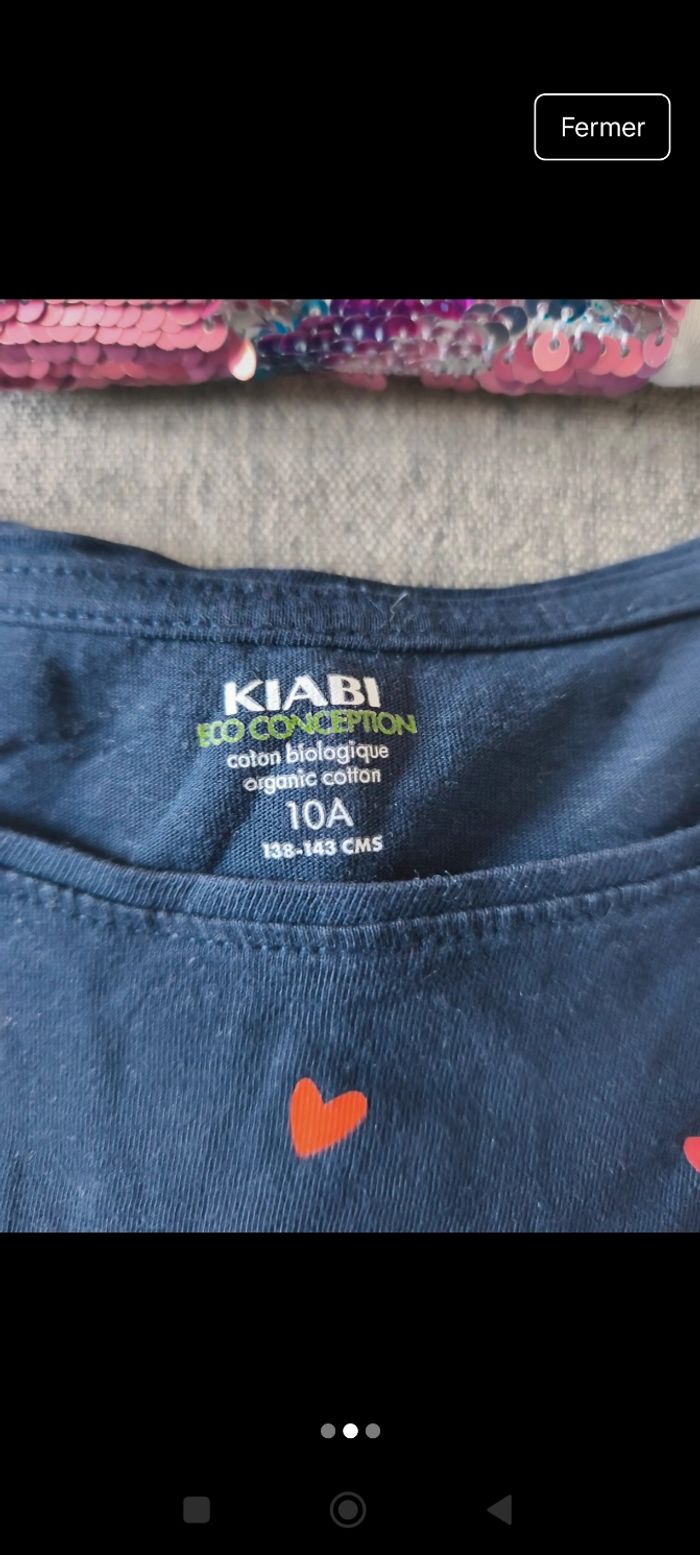 Fermer
KIABI
ECO CONCEPTION
coton biologique
organic cotton
10A
138-143 CMS